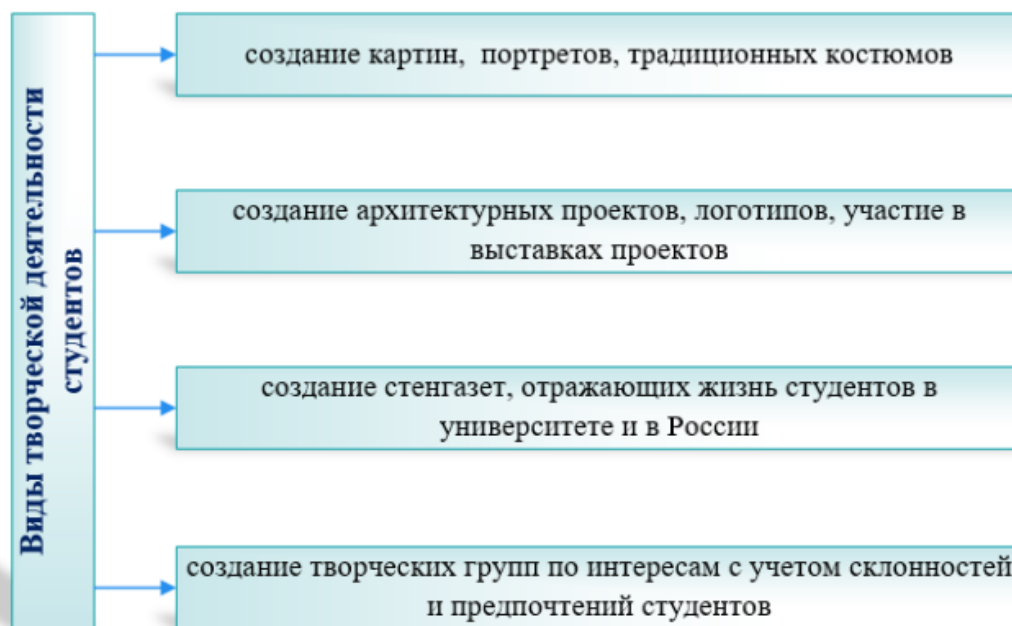 Виды творческой деятельности
студентов
создание картин, портретов, традиционных костюмов
создание архитектурных проектов, логотипов, участие в
выставках проектов
создание стенгазет, отражающих жизнь студентов в
университете и в России
создание творческих групп по интересам с учетом склонностей
и предпочтений студентов